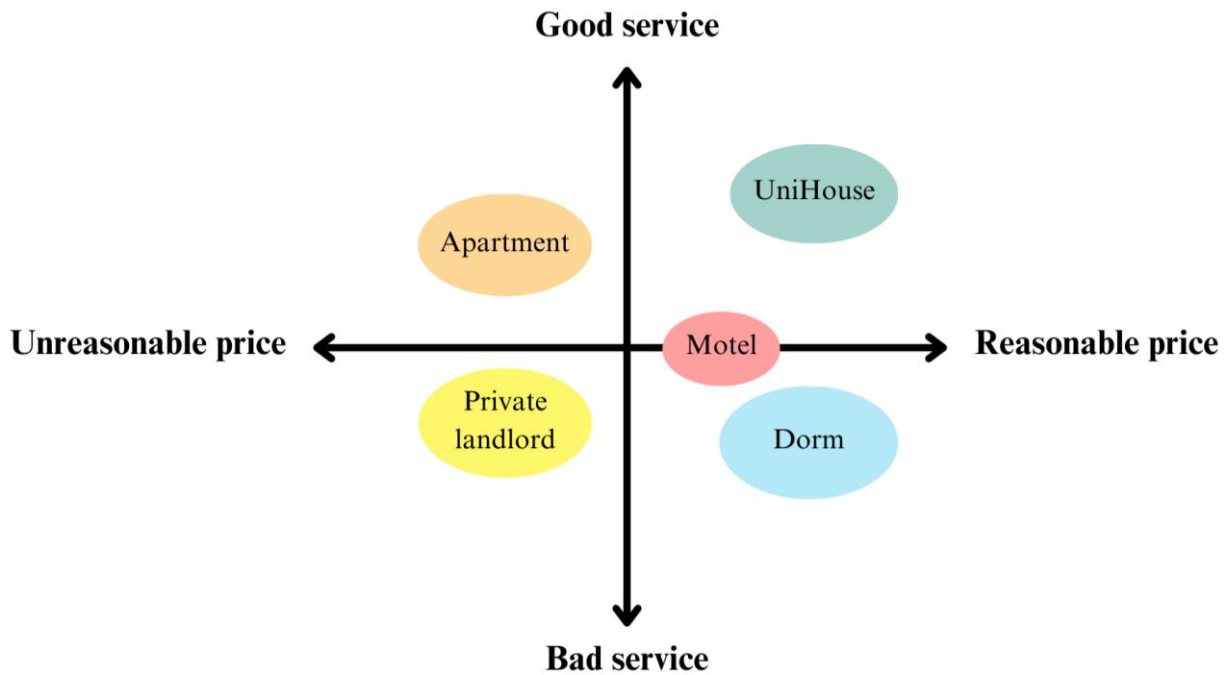 Good service
UniHouse
Apartment
Unreasonable price
Motel
Reasonable price
Private
landlord
Dorm
Bad service